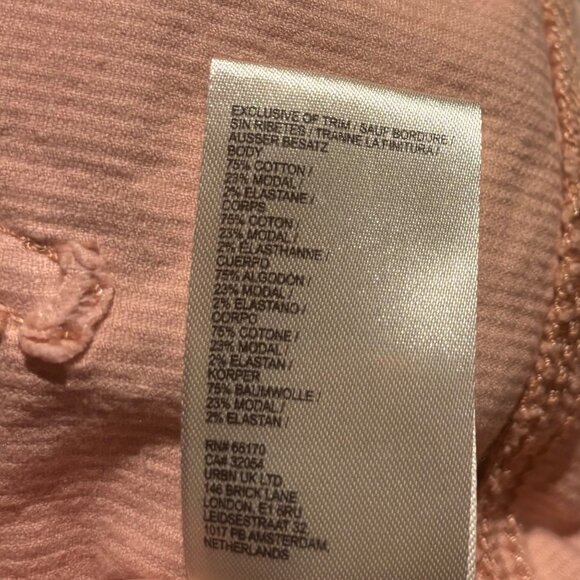 EXCLUSIVE OF TRIM / SAUF BORDURE /
SIN RIBETES / TRANNE LA FINITURA /
AUSSER BESATZ
BODY
75% COTTON /
23% MODAL /
2% ELASTANE /
CORPS
75% COTON /
23% MODAL /
2% ELASTHANNE /
CUERPO
75% ALGODÓN /
23% MODAL /
2% ELASTANO /
CORPO
75% COTONE /
23% MODAL /
2% ELASTAN /
KÖRPER
75% BAUMWOLLE /
23% MODAL /
2% ELASTAN /
RN# 66170
CA# 32054
URBN UK LTD
146 BRICK LANE,
LONDON, E1 6RU
LEIDSESTRAAT 32
1017 PB AMSTERDAM,
NETHERLANDS